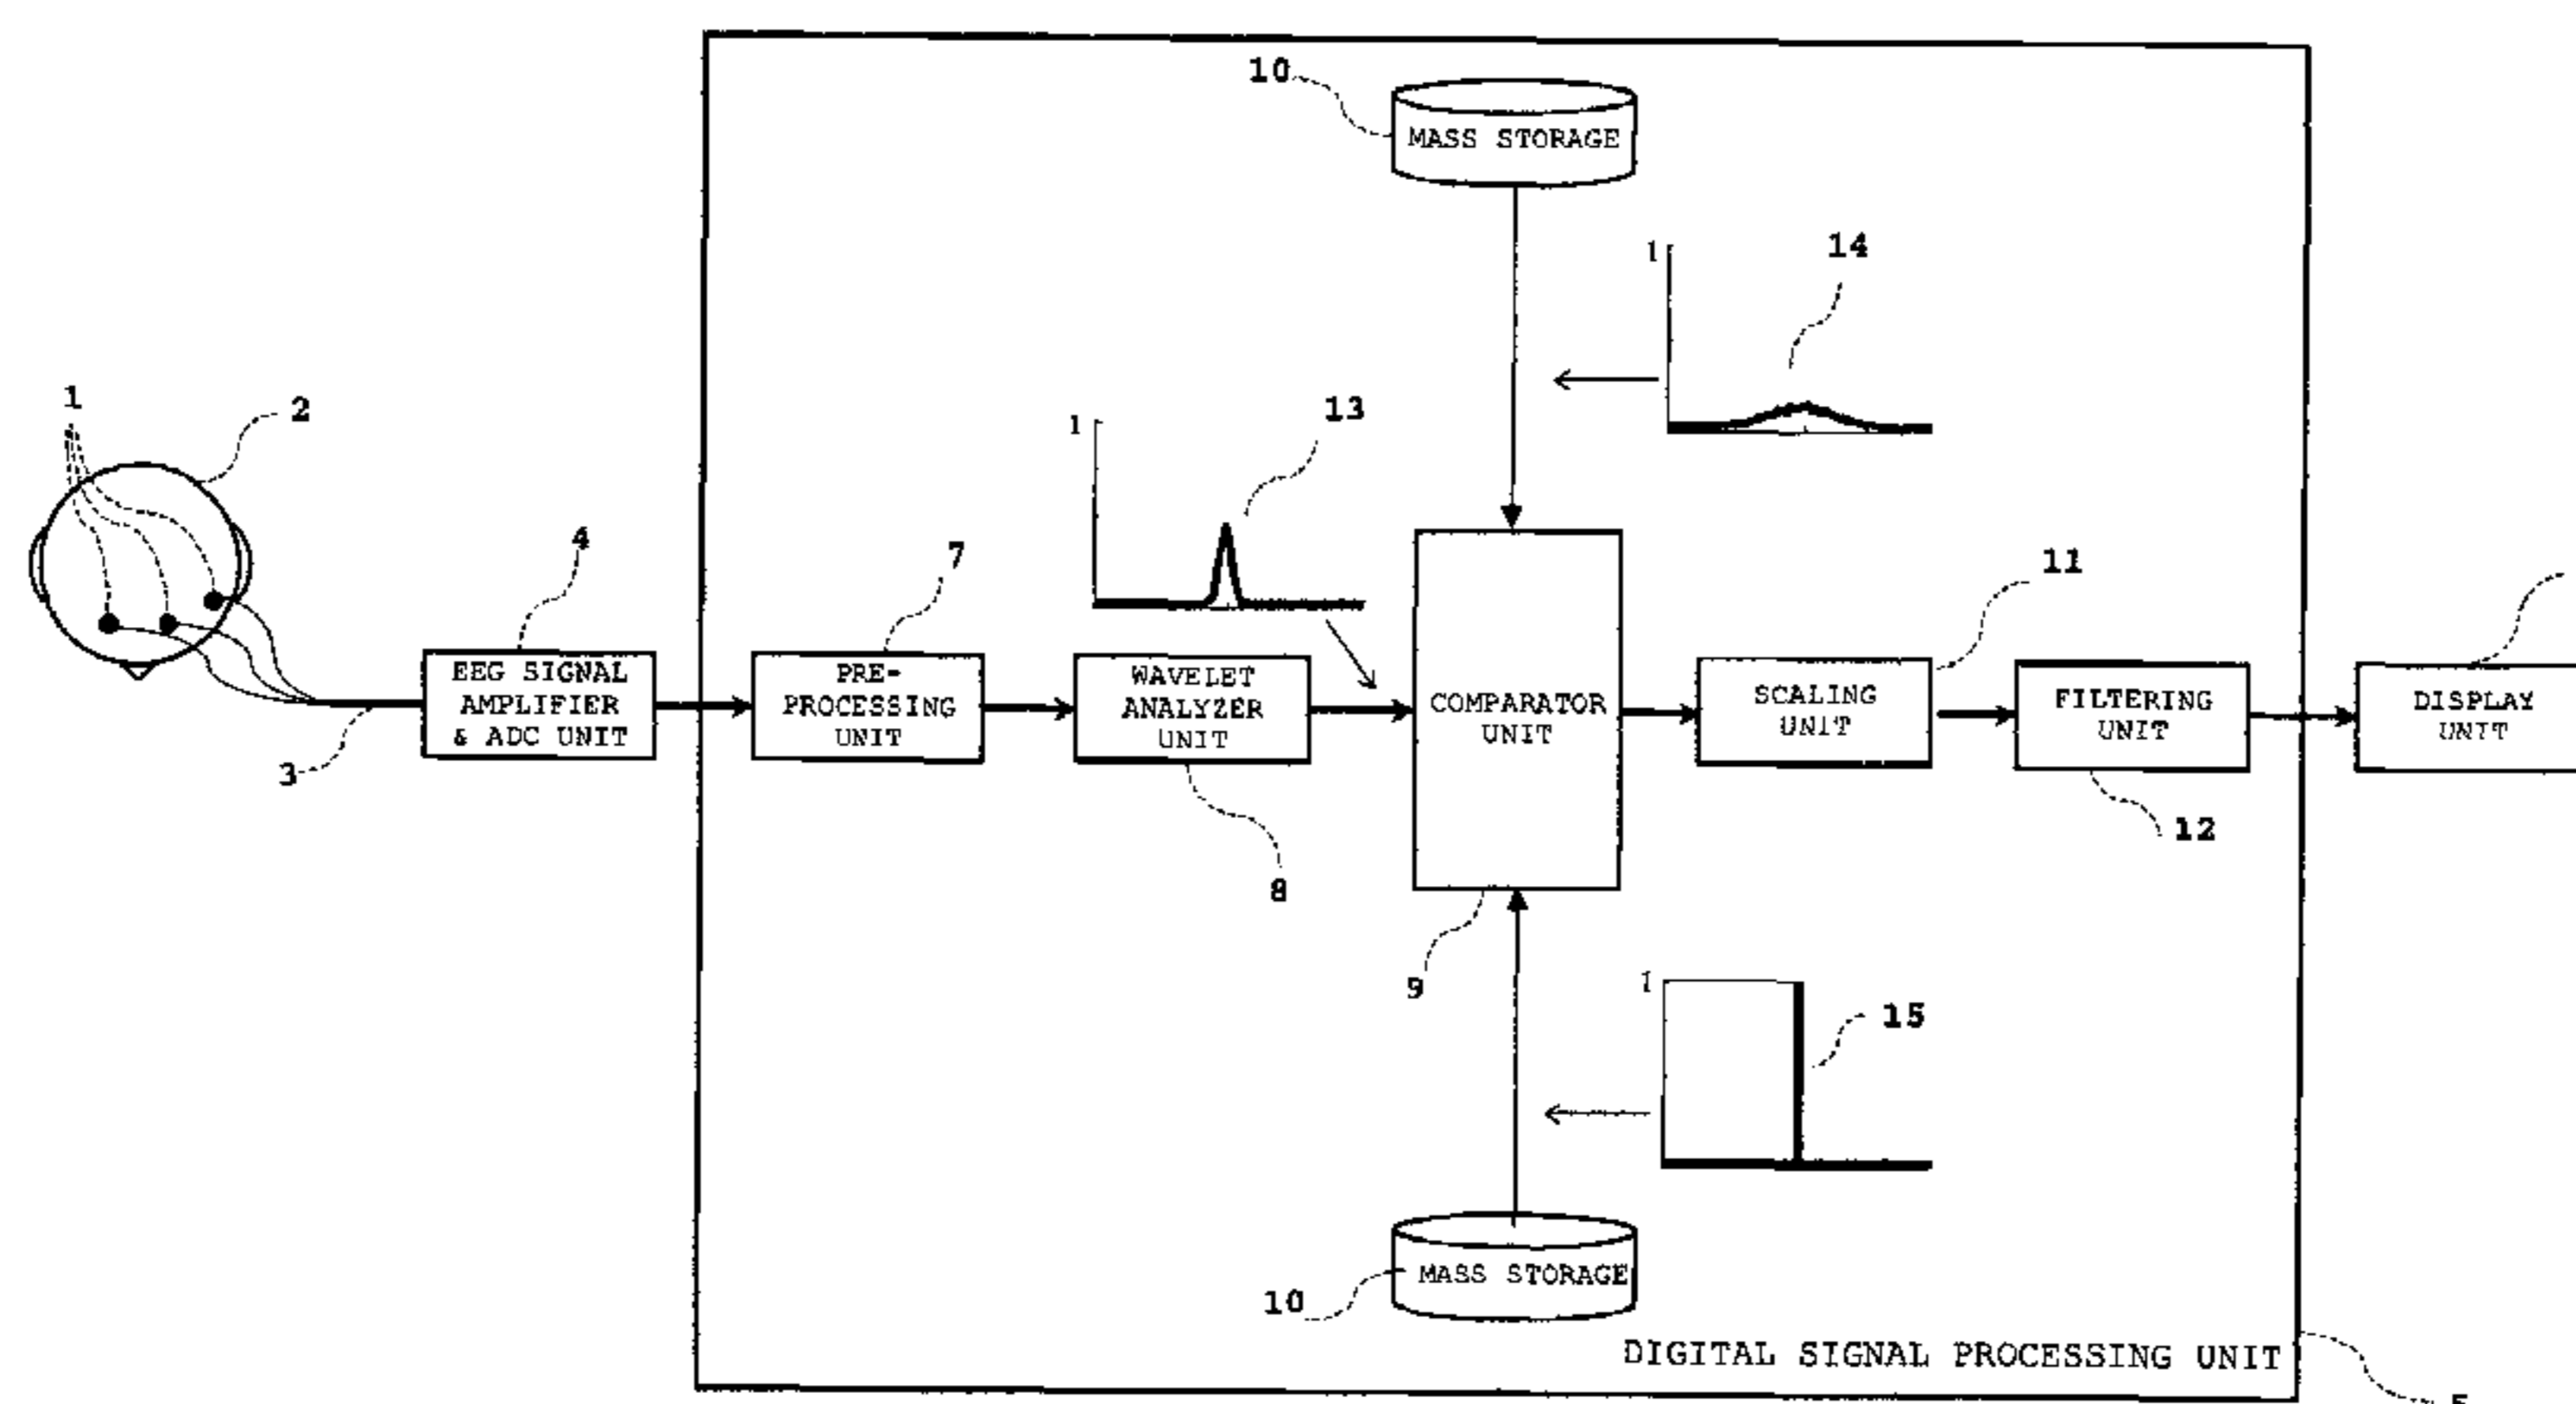 10
MASS STORAGE
1
14
1
13
1
2
4
7
11
EEG SIGNAL
AMPLIFIER
& ADC UNIT
PRE-
PROCESSING
UNIT
WAVELET
ANALYZER
UNIT
COMPARATOR
UNIT
SCALING
UNIT
FILTERING
UNIT
DISPLAY
UNIT
3
8
12
9
1
15
10
MASS STORAGE
DIGITAL SIGNAL PROCESSING UNIT